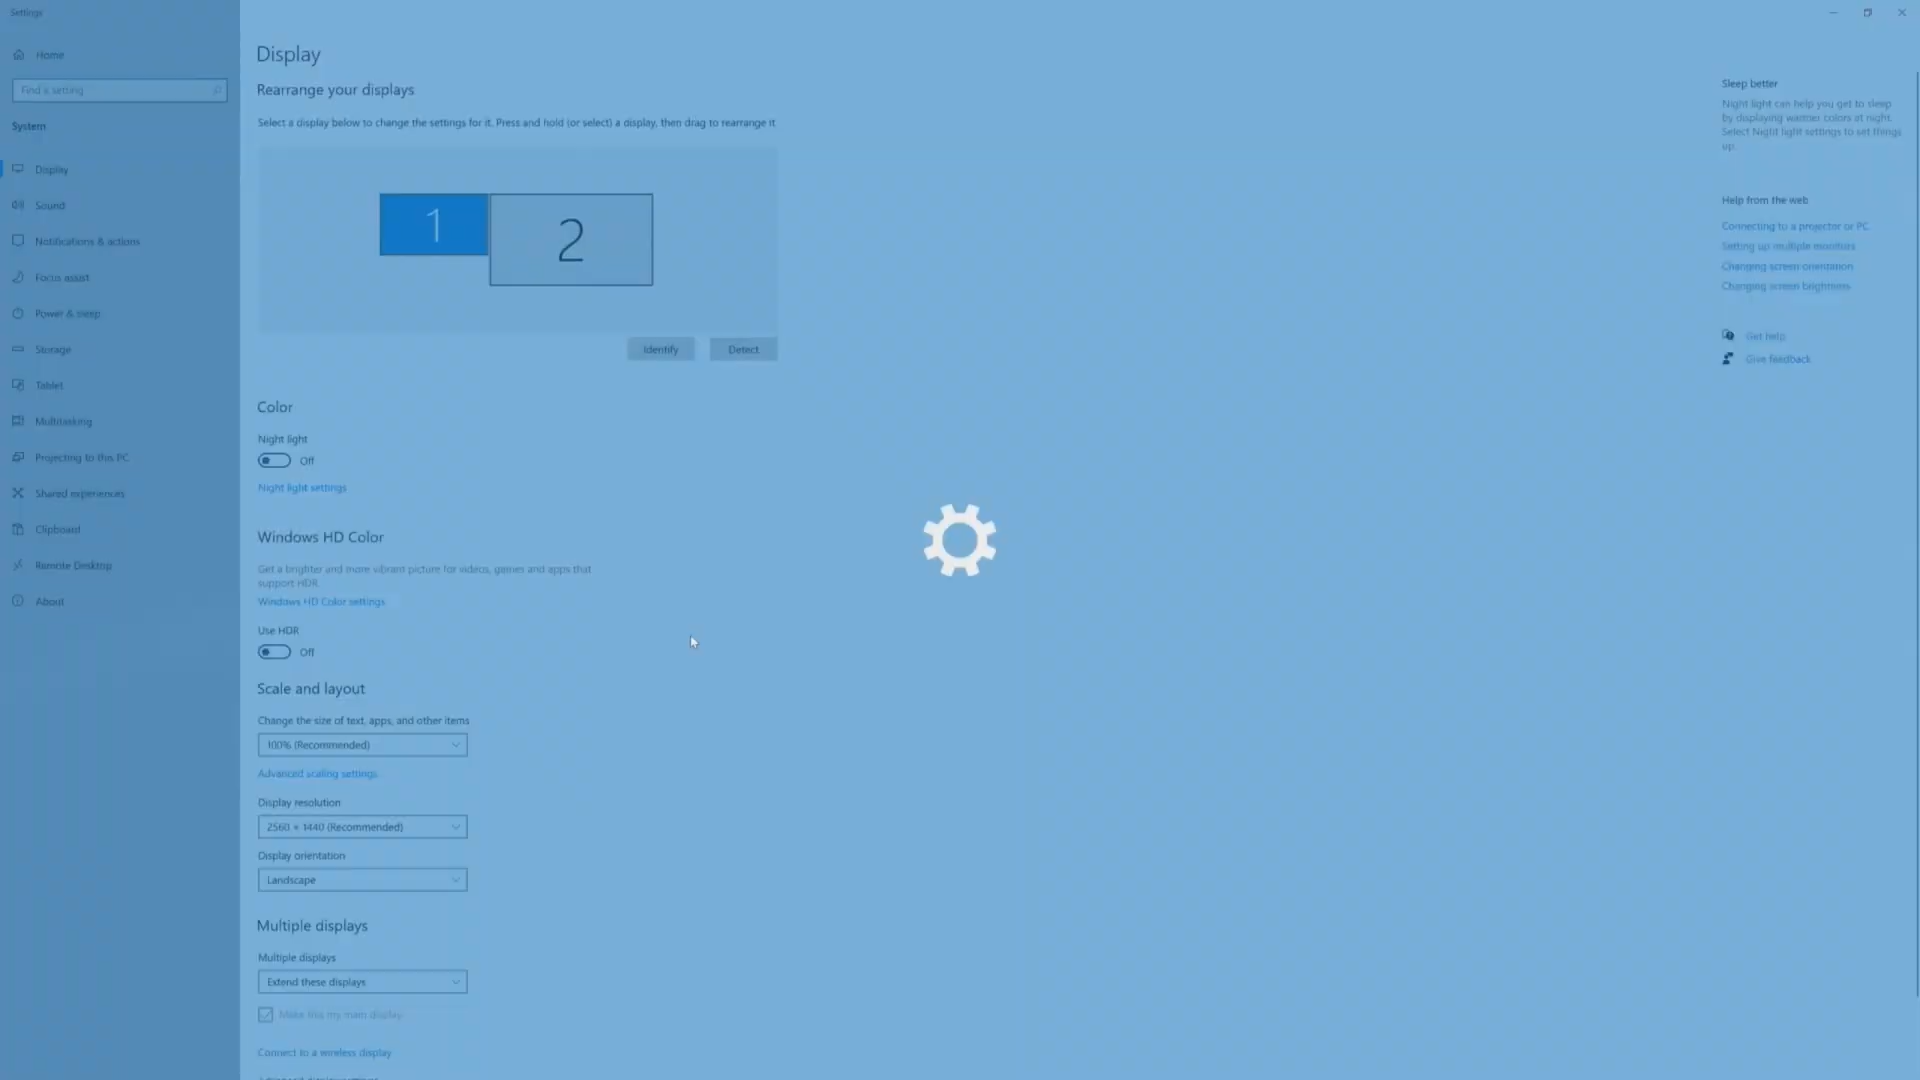 Settings
Home
Find a setting
System
Display
Sound
Notifications & actions
Focus assist
Power & sleep
Storage
Tablet
Multitasking
Projecting to this PC
Shared experiences
Clipboard
Remote Desktop
About
Display
Rearrange your displays
Select a display below to change the settings for it. Press and hold (or select) a display, then drag to rearrange it
1
2
Identify
Detect
Color
Night light
Off
Night light settings
Windows HD Color
Get a brighter and more vibrant picture for videos, games and apps that
support HDR.
Windows HD Color settings
Use HDR
Off
Scale and layout
Change the size of text, apps, and other items
100% (Recommended)
Advanced scaling settings
Display resolution
2560 × 1440 (Recommended)
Display orientation
Landscape
Multiple displays
Multiple displays
Extend these displays
Make this my main display
Connect to a wireless display
Advanced display settings
Sleep better
Night light can help you get to sleep
by displaying warmer colors at night.
Select Night light settings to set things
up.
Help from the web
Connecting to a projector or PC
Setting up multiple monitors
Changing screen orientation
Changing screen brightness
Get help
Give feedback